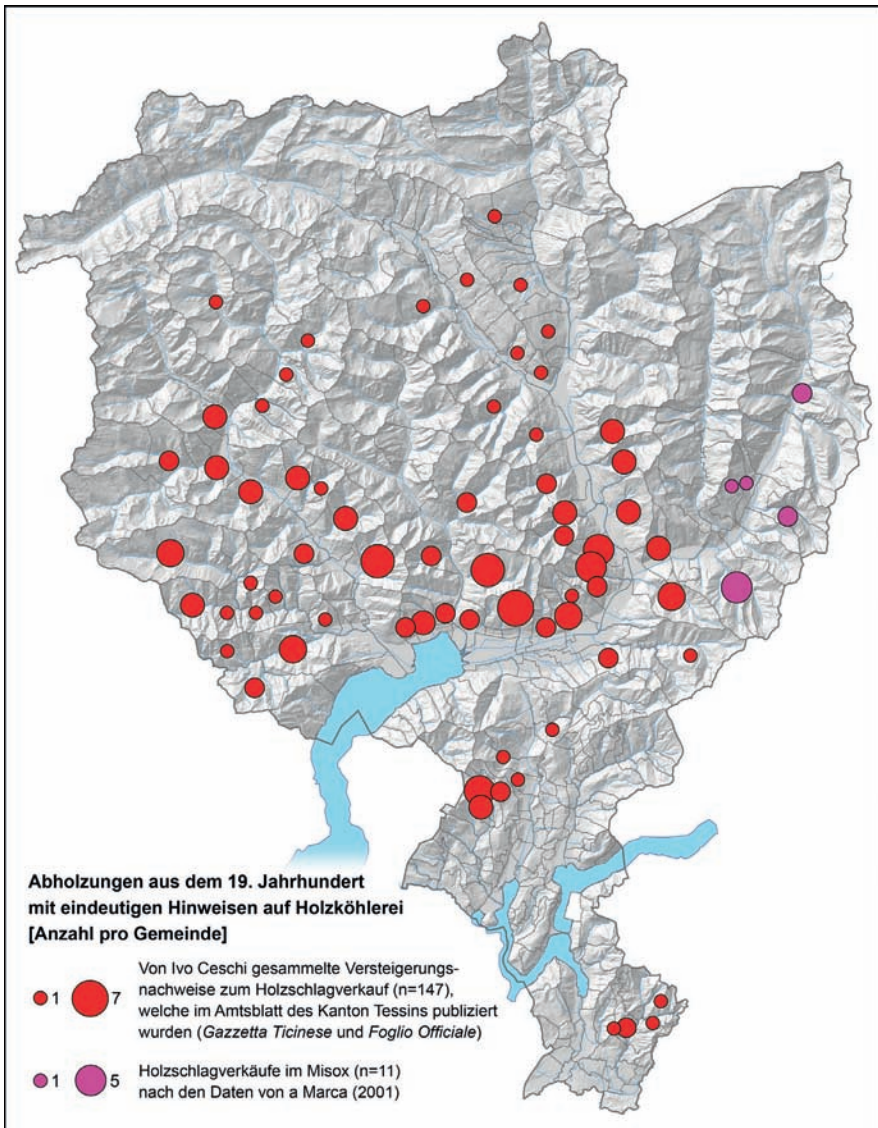 Abholzungen aus dem 19. Jahrhundert
mit eindeutigen Hinweisen auf Holzköhlerei
[Anzahl pro Gemeinde]
1 7 Von Ivo Ceschi gesammelte Versteigerungs-
nachweise zum Holzschlagverkauf (n=147),
welche im Amtsblatt des Kanton Tessins publiziert
wurden (Gazzetta Ticinese und Foglio Officiale)
1 5 Holzschlagverkäufe im Misox (n=11)
nach den Daten von a Marca (2001)